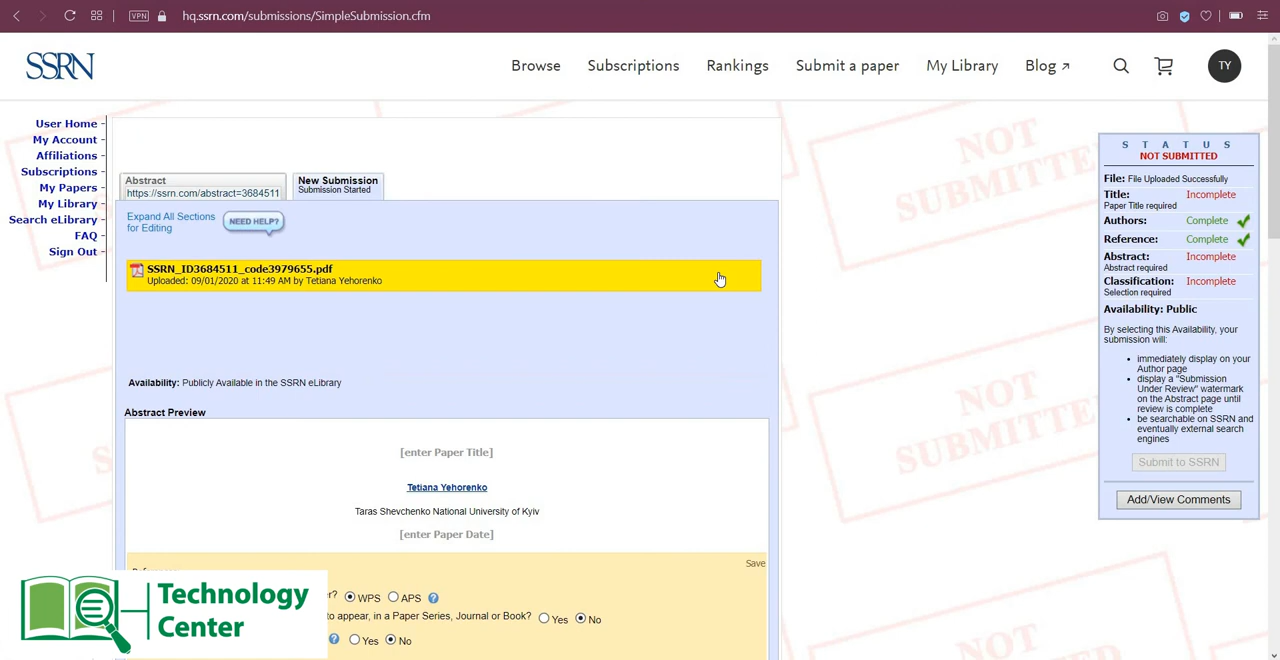 VPN
hq.ssrn.com/submissions/SimpleSubmission.cfm
SSRN
Browse
Subscriptions
Rankings
Submit a paper
My Library
Blog ↗
TY
User Home -
My Account -
Affiliations -
Subscriptions -
My Papers -
My Library -
Search eLibrary -
FAQ -
Sign Out -
Abstract
https://ssrn.com/abstract=3684511
New Submission
Submission Started
Expand All Sections
for Editing
NEED HELP?
SSRN_ID3684511_code3979655.pdf
Uploaded: 09/01/2020 at 11:49 AM by Tetiana Yehorenko
Availability: Publicly Available in the SSRN eLibrary
Abstract Preview
[enter Paper Title]
Tetiana Yehorenko
Taras Shevchenko National University of Kyiv
[enter Paper Date]
Save
WPS APS ?
to appear, in a Paper Series, Journal or Book? Yes No
? Yes No
Technology
Center
NOT
SUBMITTED
NOT
SUBMITTED
NOT
STATUS
NOT SUBMITTED
File: File Uploaded Successfully
Title: Incomplete
Paper Title required
Authors: Complete
Reference: Complete
Abstract: Incomplete
Abstract required
Classification: Incomplete
Selection required
Availability: Public
By selecting this Availability, your
submission will:
• immediately display on your
Author page
• display a "Submission
Under Review" watermark
on the Abstract page until
review is complete
• be searchable on SSRN and
eventually external search
engines
Submit to SSRN
Add/View Comments